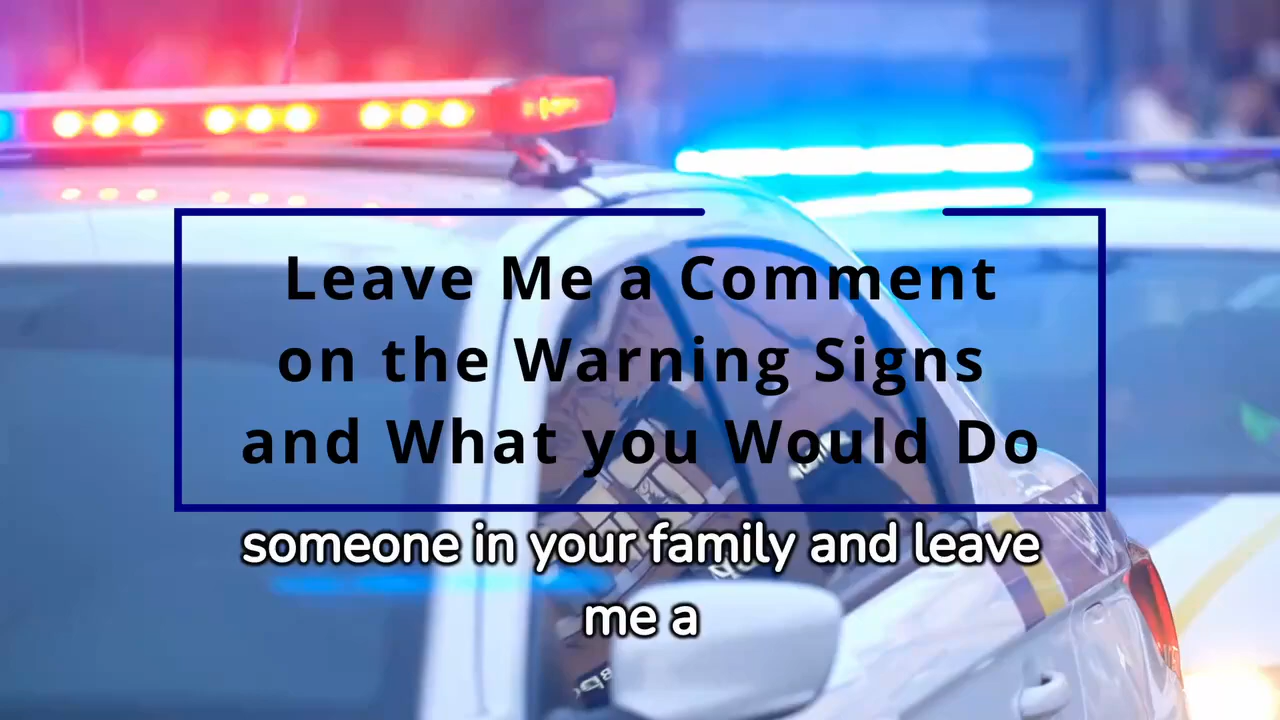 Leave Me a Comment
on the Warning Signs
and What you Would Do
someone in your family and leave
me a